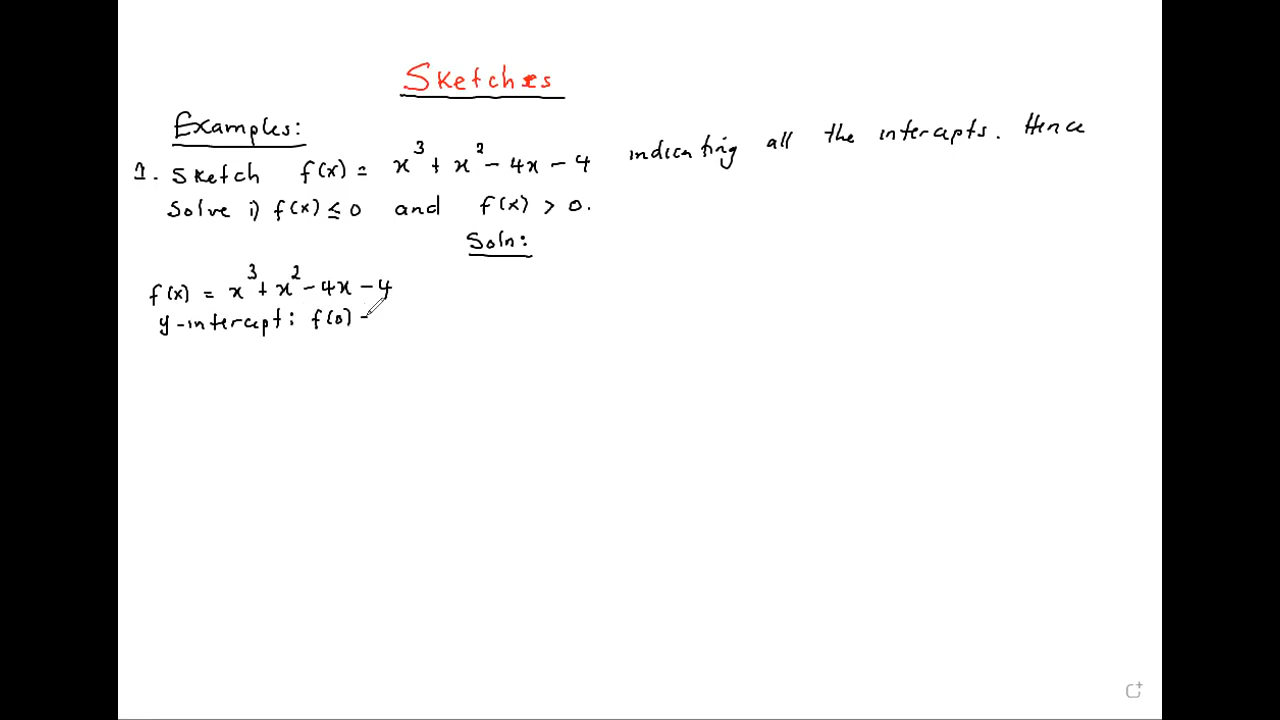 Sketches
Examples:
1. Sketch f(x) = x³ + x² - 4x - 4 indicating all the intercepts. Hence
Solve i) f(x) ≤ 0 and f(x) > 0.
Soln:
f(x) = x³ + x² - 4x - 4
y-intercept: f(0) -